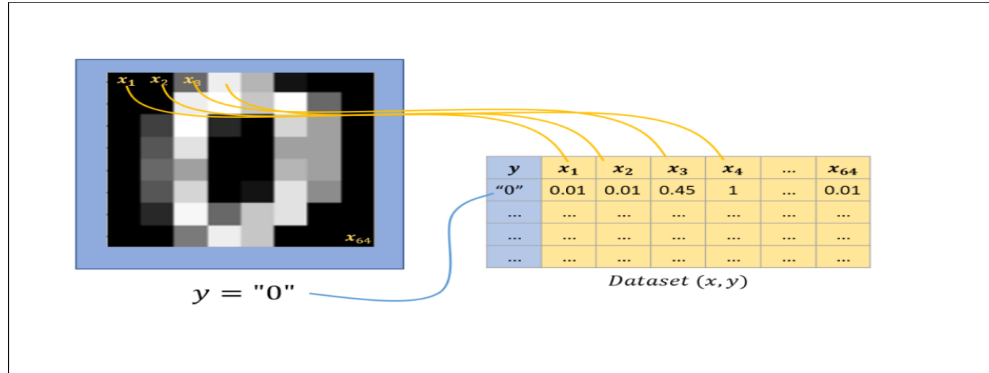 x₁ x₂ x₃
x₆₄
y = "0"
y x₁ x₂ x₃ x₄ ... x₆₄
“0” 0.01 0.01 0.45 1 ... 0.01
... ... ... ... ... ... ...
... ... ... ... ... ... ...
... ... ... ... ... ... ...
Dataset (x, y)